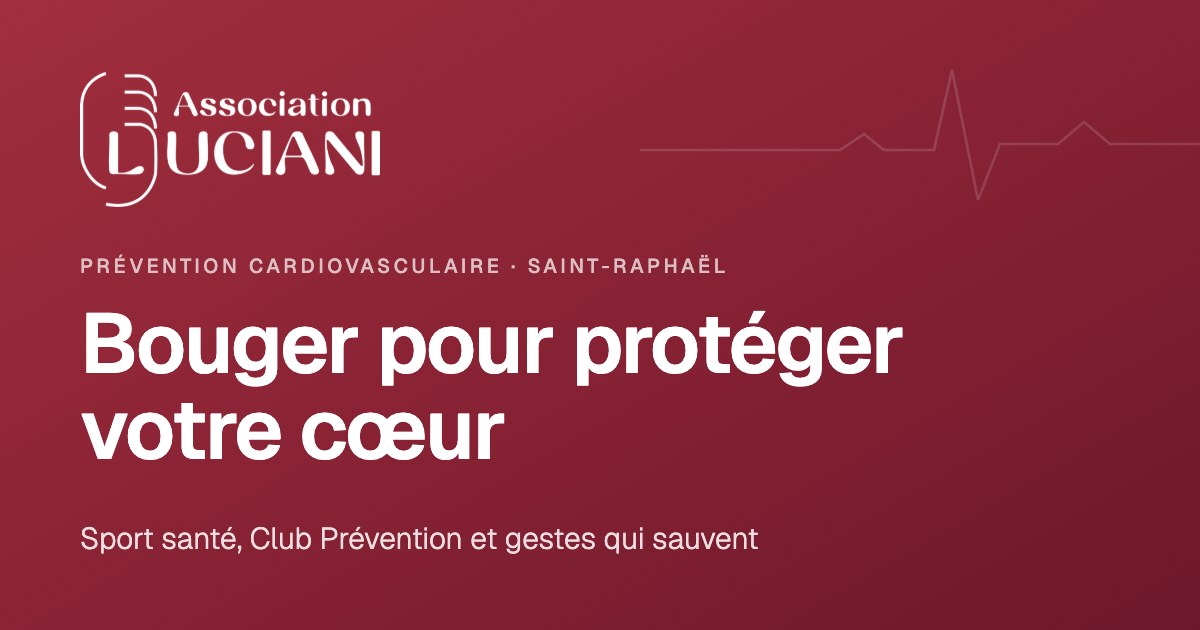 Association
LUCIANI
PRÉVENTION CARDIOVASCULAIRE · SAINT-RAPHAËL
Bouger pour protéger
votre cœur
Sport santé, Club Prévention et gestes qui sauvent